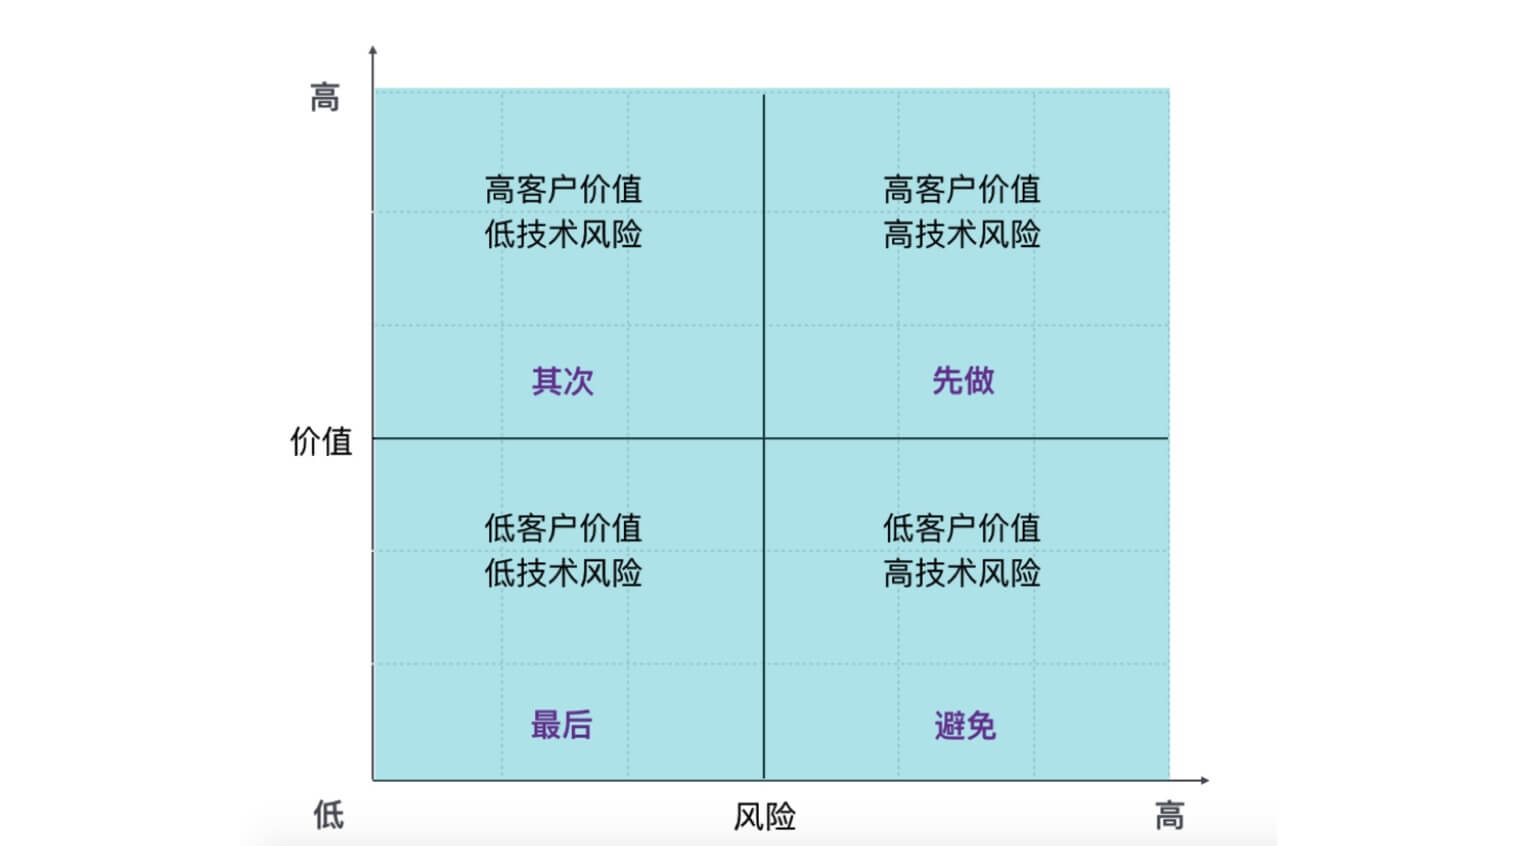 高
高客户价值
低技术风险
高客户价值
高技术风险
其次
先做
价值
低客户价值
低技术风险
低客户价值
高技术风险
最后
避免
低
风险
高